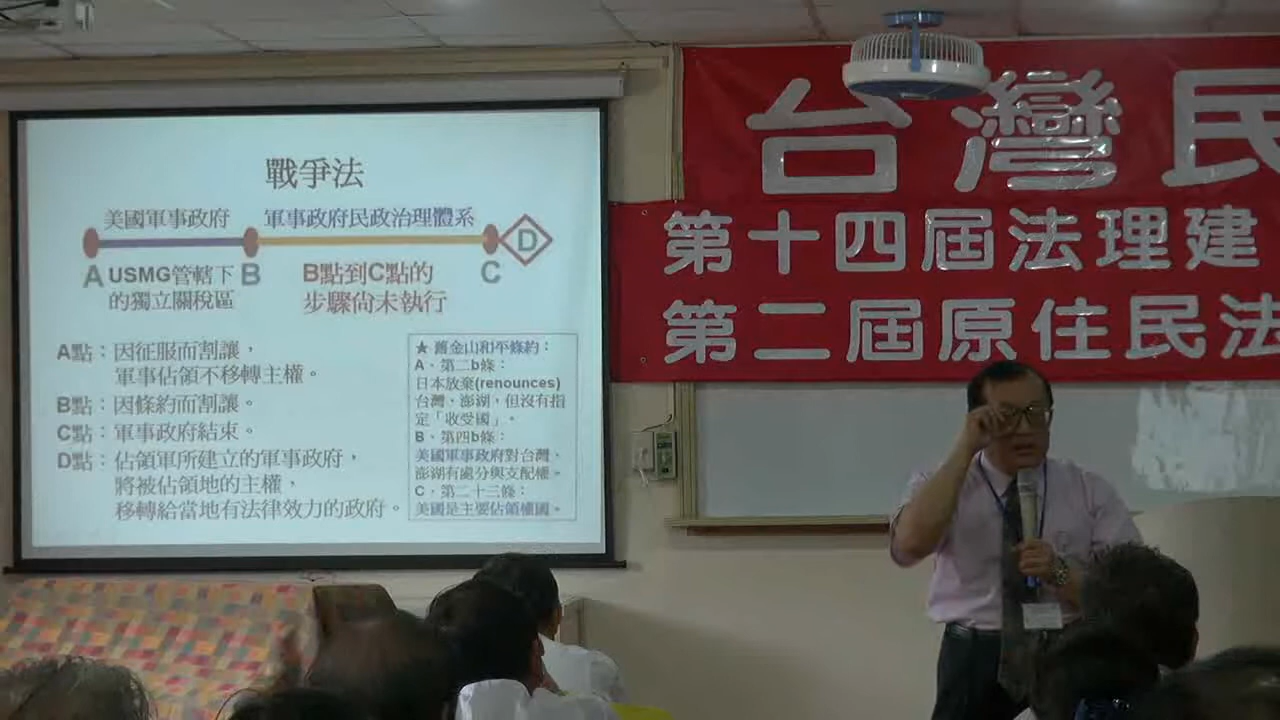 戰爭法
美國軍事政府 軍事政府民政治理體系
D
A USMG管轄下 B B點到C點的 C
的獨立關稅區 步驟尚未執行
A點：因征服而割讓，
軍事佔領不移轉主權。
B點：因條約而割讓。
C點：軍事政府結束。
D點：佔領軍所建立的軍事政府，
將被佔領地的主權，
移轉給當地有法律效力的政府。
★ 舊金山和平條約：
A．第二b條：
日本放棄(renounces)
台灣、澎湖，但沒有指
定「收受國」。
B．第四b條：
美國軍事政府對台灣、
澎湖有處分與支配權。
C．第二十三條：
美國是主要佔領權國。
台灣民
第十四屆法理建
第二屆原住民法